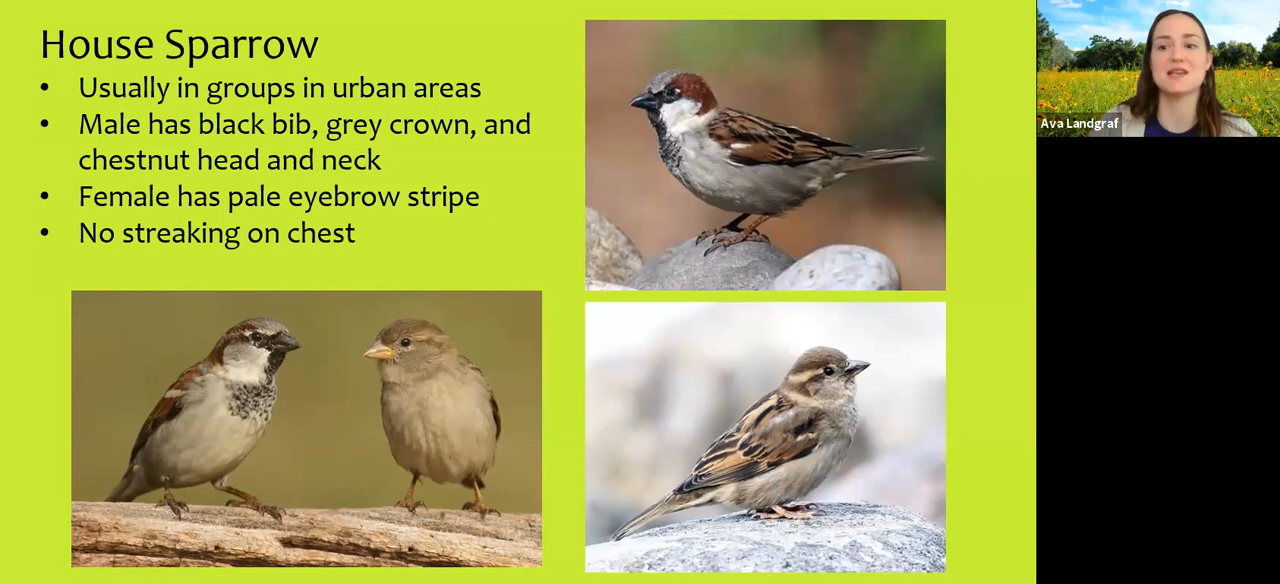 House Sparrow
• Usually in groups in urban areas
• Male has black bib, grey crown, and
chestnut head and neck
• Female has pale eyebrow stripe
• No streaking on chest
Ava Landgraf